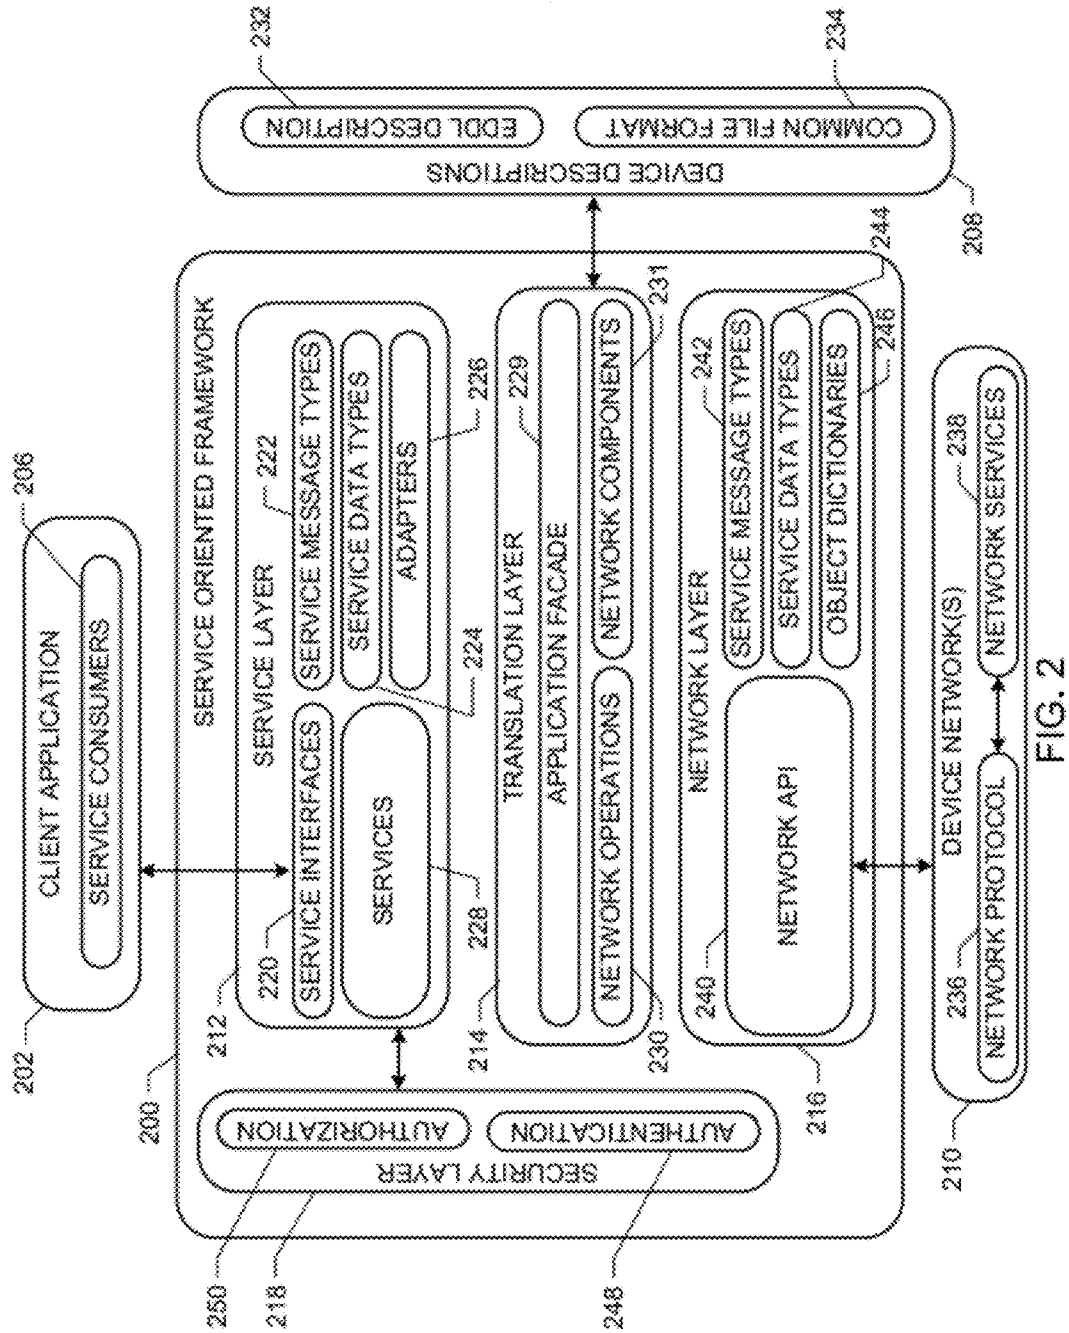 202
CLIENT APPLICATION
206
SERVICE CONSUMERS
200
SERVICE ORIENTED FRAMEWORK
232
250
218
248
SECURITY LAYER
AUTHORIZATION
AUTHENTICATION
212
SERVICE LAYER
220
222
SERVICE INTERFACES
SERVICE MESSAGE TYPES
SERVICES
SERVICE DATA TYPES
ADAPTERS
228
224
226
214
TRANSLATION LAYER
229
APPLICATION FACADE
NETWORK OPERATIONS
NETWORK COMPONENTS
230
231
DEVICE DESCRIPTIONS
EDDL DESCRIPTION
COMMON FILE FORMAT
234
208
NETWORK LAYER
240
242
NETWORK API
SERVICE MESSAGE TYPES
SERVICE DATA TYPES
OBJECT DICTIONARIES
216
244
246
210
DEVICE NETWORK(S)
236
238
NETWORK PROTOCOL
NETWORK SERVICES
FIG. 2